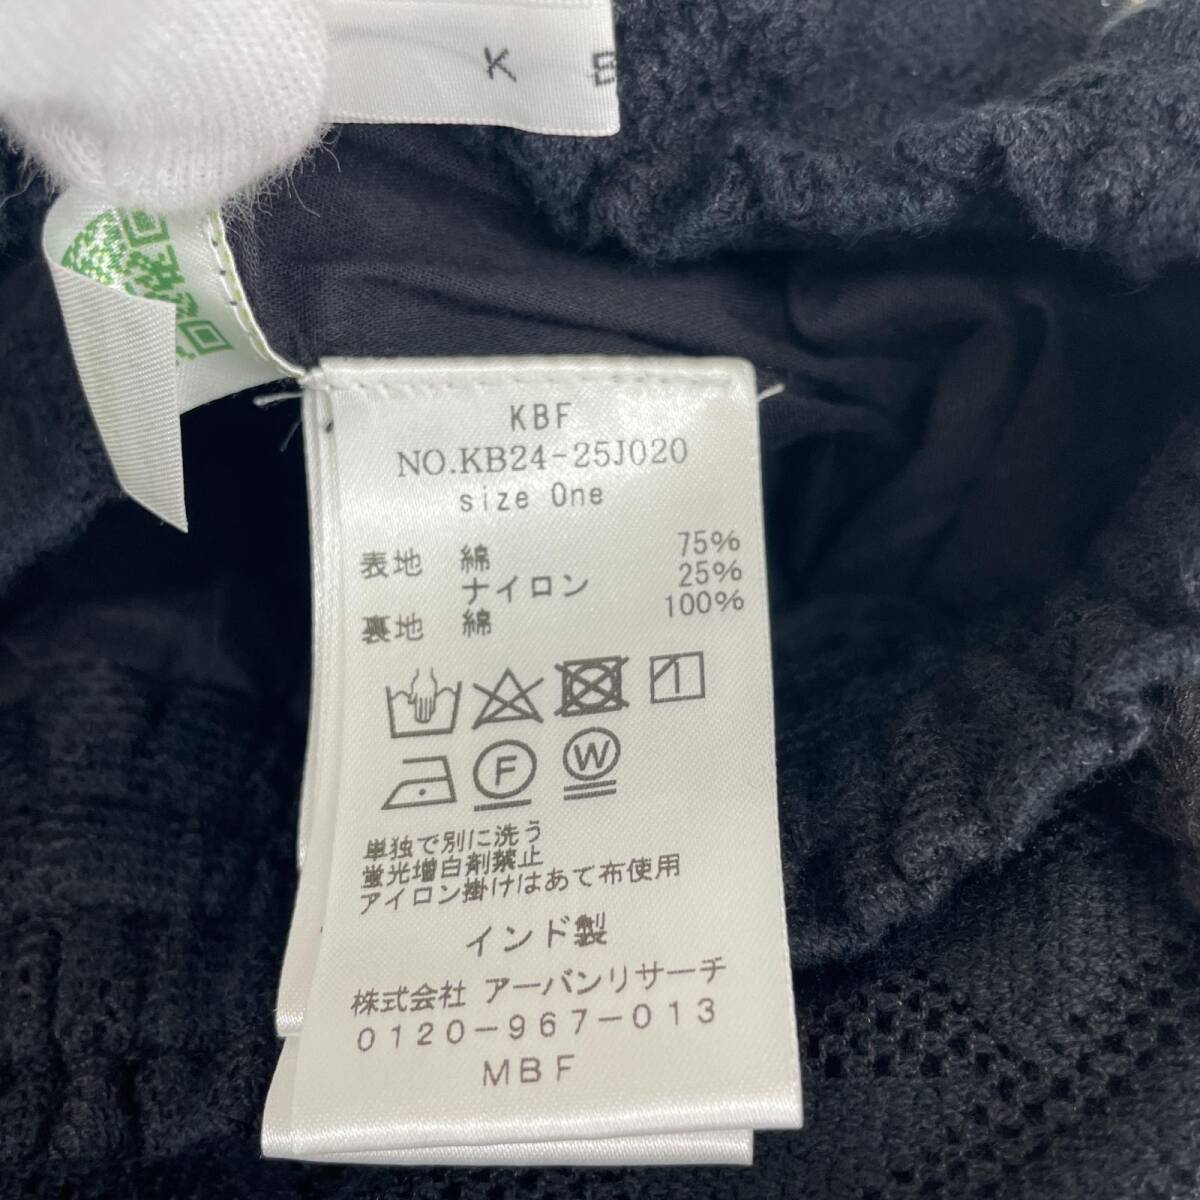 K B
KBF
NO.KB24-25J020
size One
表地 綿 75%
ナイロン 25%
裏地 綿 100%
F W
単独で別に洗う
蛍光増白剤禁止
アイロン掛けはあて布使用
インド製
株式会社 アーバンリサーチ
0120-967-013
MBF